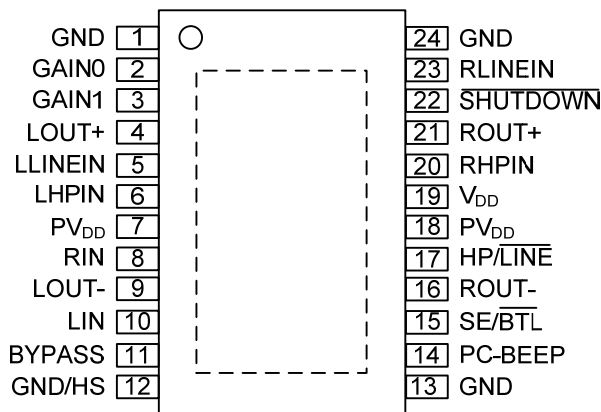 GND 1 24 GND
GAIN0 2 23 RLINEIN
GAIN1 3 22 SHUTDOWN
LOUT+ 4 21 ROUT+
LLINEIN 5 20 RHPIN
LHPIN 6 19 VDD
PVDD 7 18 PVDD
RIN 8 17 HP/LINE
LOUT- 9 16 ROUT-
LIN 10 15 SE/BTL
BYPASS 11 14 PC-BEEP
GND/HS 12 13 GND